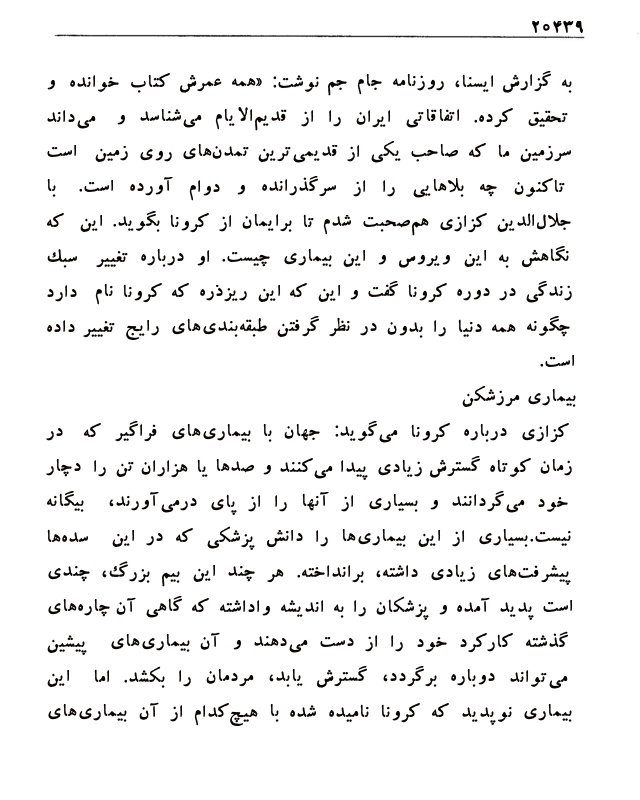 ۲۰۴۳۹
به گزارش ایسنا، روزنامه جام جم نوشت: «همه عمرش کتاب خوانده و
تحقیق کرده. اتفاقاتی ایران را از قدیم‌الایام می‌شناسد و می‌داند
سرزمین ما که صاحب یکی از قدیمی‌ترین تمدن‌های روی زمین است
تاکنون چه بلاهایی را از سرگذرانده و دوام آورده است. با
جلال‌الدین کزازی هم‌صحبت شدم تا برایمان از کرونا بگوید. این که
نگاهش به این ویروس و این بیماری چیست. او درباره تغییر سبک
زندگی در دوره کرونا گفت و این که این ریزذره که کرونا نام دارد
چگونه همه دنیا را بدون در نظر گرفتن طبقه‌بندی‌های رایج تغییر داده
است.
بیماری مرزشکن
کزازی درباره کرونا می‌گوید: جهان با بیماری‌های فراگیر که در
زمان کوتاه گسترش زیادی پیدا می‌کنند و صدها یا هزاران تن را دچار
خود می‌گردانند و بسیاری از آنها را از پای درمی‌آورند، بیگانه
نیست.بسیاری از این بیماری‌ها را دانش پزشکی که در این سده‌ها
پیشرفت‌های زیادی داشته، برانداخته. هر چند این بیم بزرگ، چندی
است پدید آمده و پزشکان را به اندیشه واداشته که گاهی آن چاره‌های
گذشته کارکرد خود را از دست می‌دهند و آن بیماری‌های پیشین
می‌تواند دوباره برگردد، گسترش یابد، مردمان را بکشد. اما این
بیماری نوپدید که کرونا نامیده شده با هیچ‌کدام از آن بیماری‌های